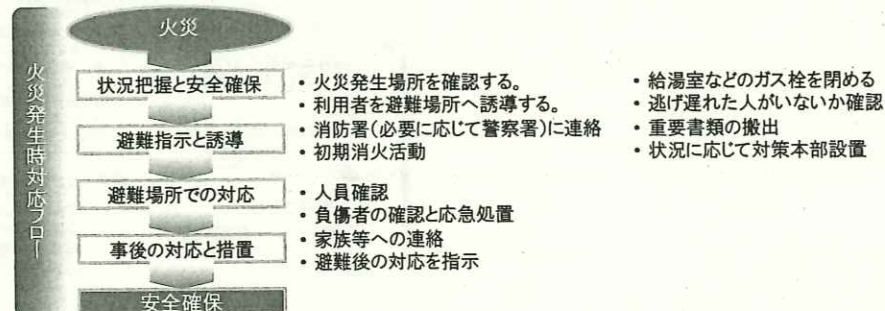 火災発生時対応フロー
火災
状況把握と安全確保
避難指示と誘導
避難場所での対応
事後の対応と措置
安全確保
・火災発生場所を確認する。
・利用者を避難場所へ誘導する。
・消防署(必要に応じて警察署)に連絡
・初期消火活動
・給湯室などのガス栓を閉める
・逃げ遅れた人がいないか確認
・重要書類の搬出
・状況に応じて対策本部設置
・人員確認
・負傷者の確認と応急処置
・家族等への連絡
・避難後の対応を指示